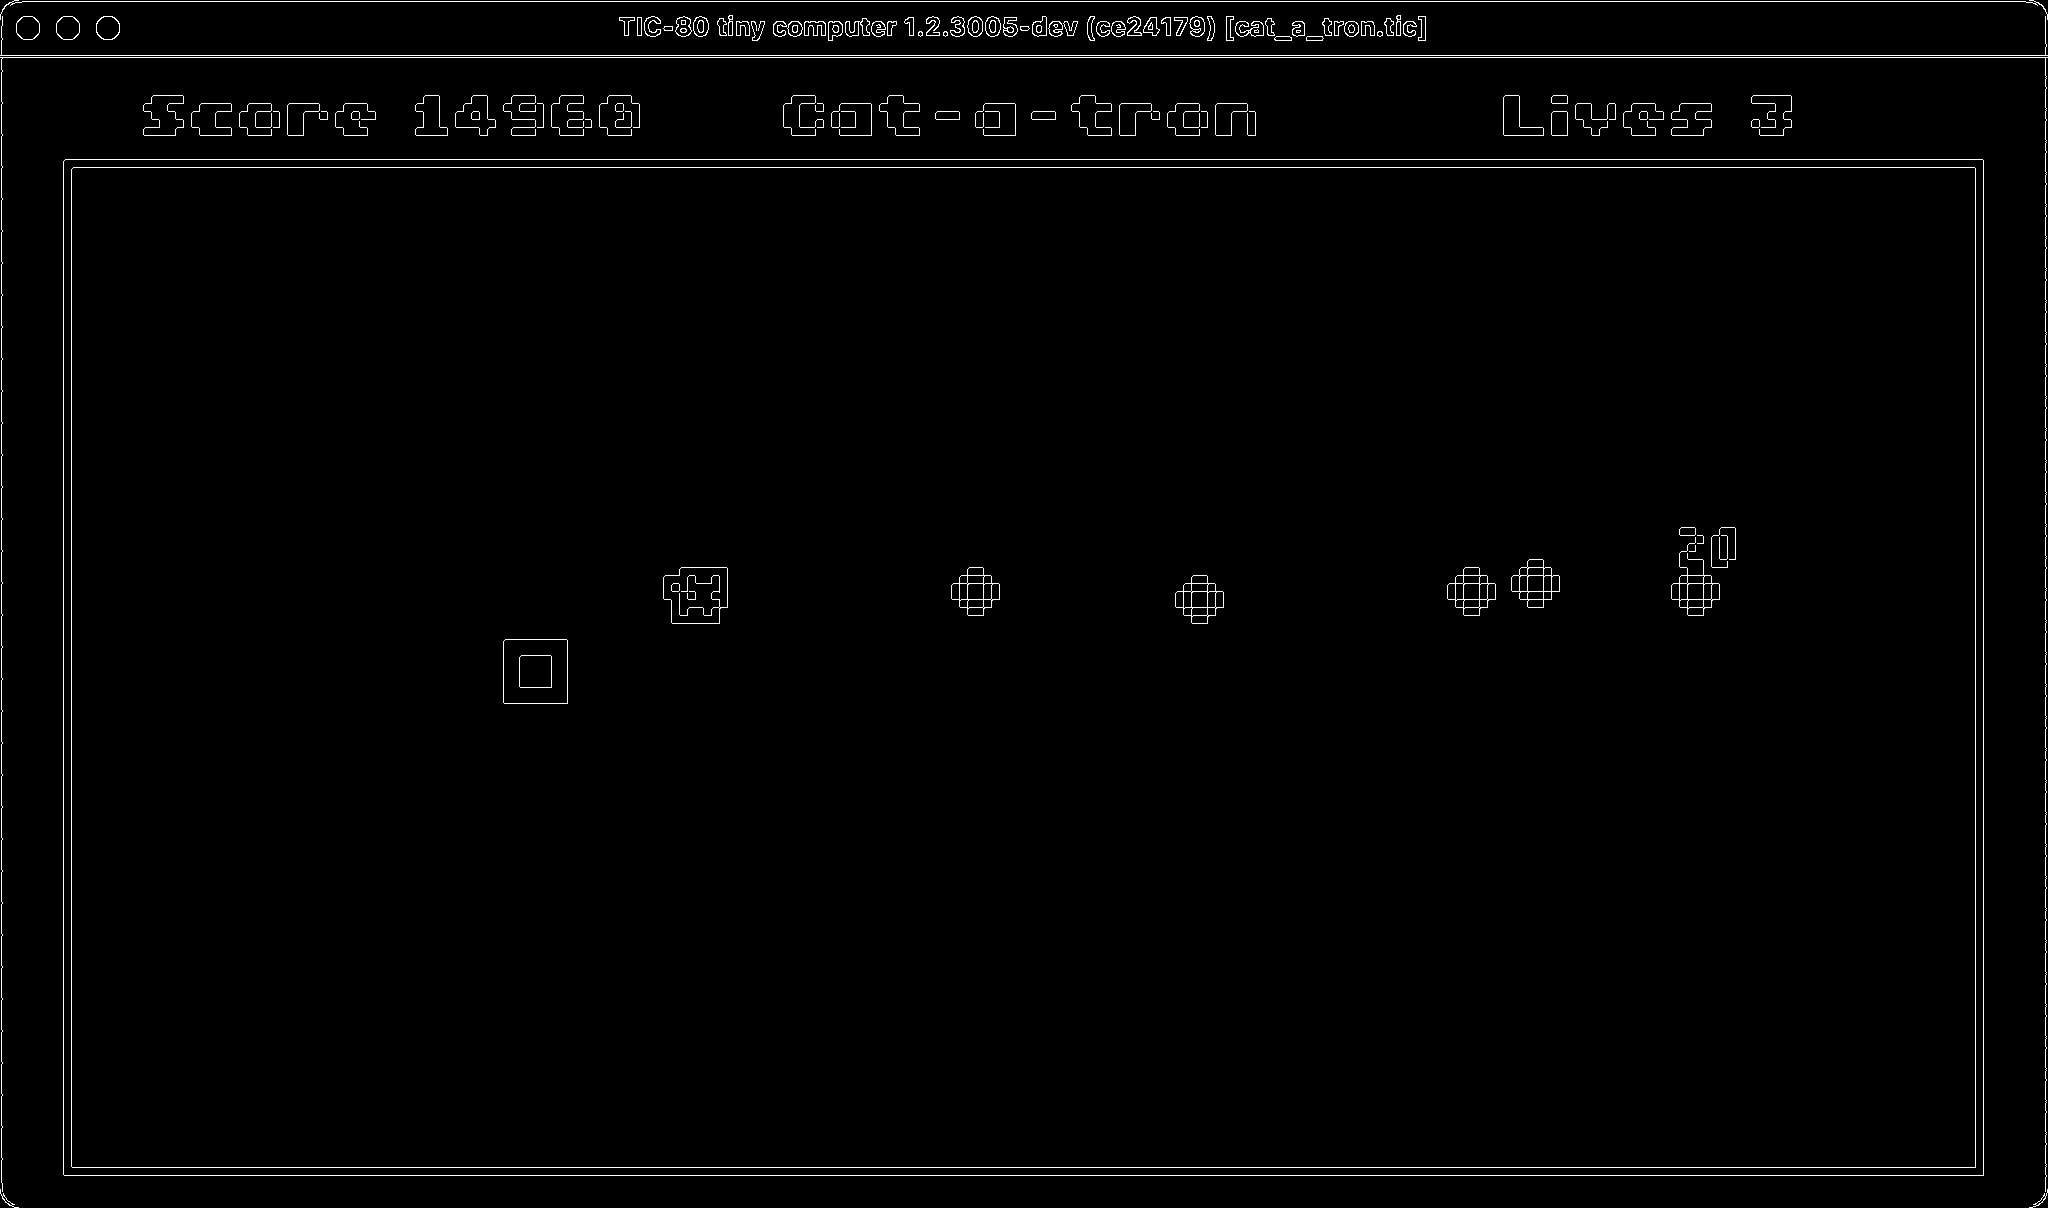 TIC-80 tiny computer 1.2.3005-dev (ce24179) [cat_a_tron.tic]
Score 14960 Cat-a-tron Lives 3
20